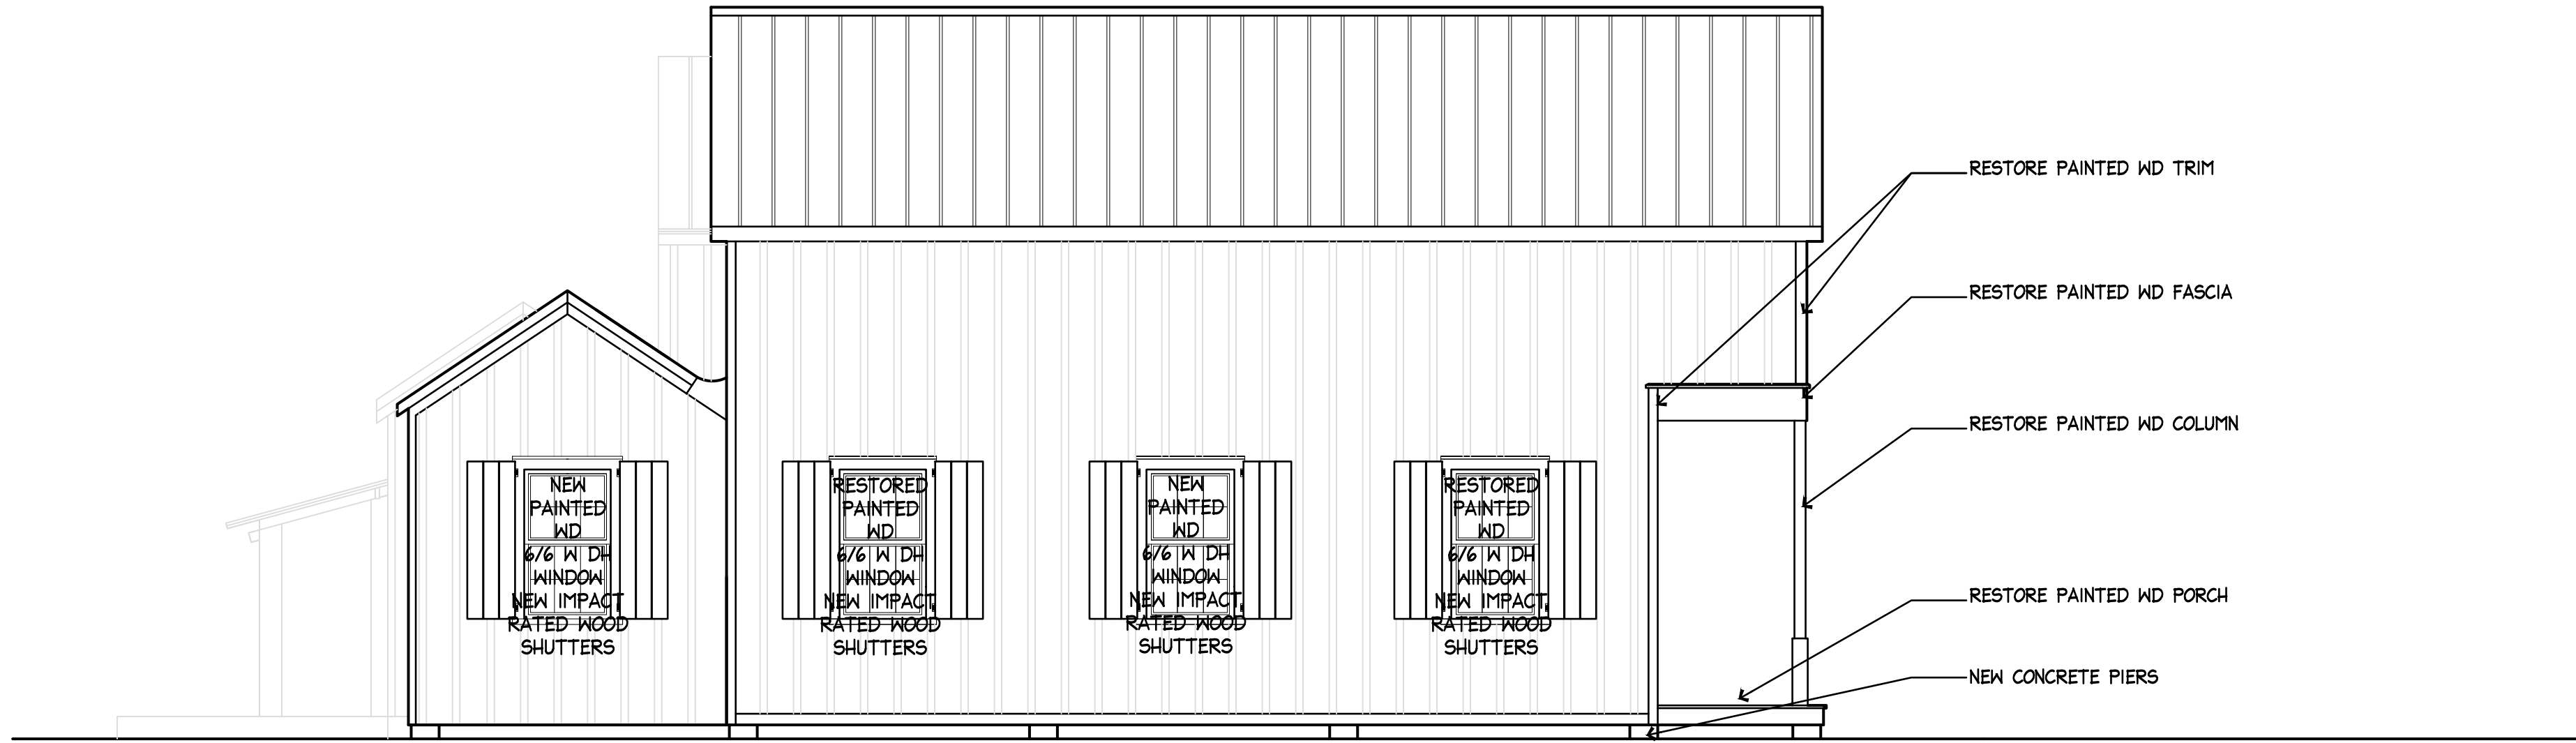 RESTORE PAINTED WD TRIM
RESTORE PAINTED WD FASCIA
RESTORE PAINTED WD COLUMN
RESTORE PAINTED WD PORCH
NEW CONCRETE PIERS
NEW
PAINTED
WD
6/6 W DH
WINDOW
NEW IMPACT
RATED WOOD
SHUTTERS
RESTORED
PAINTED
WD
6/6 W DH
WINDOW
NEW IMPACT
RATED WOOD
SHUTTERS
NEW
PAINTED
WD
6/6 W DH
WINDOW
NEW IMPACT
RATED WOOD
SHUTTERS
RESTORED
PAINTED
WD
6/6 W DH
WINDOW
NEW IMPACT
RATED WOOD
SHUTTERS